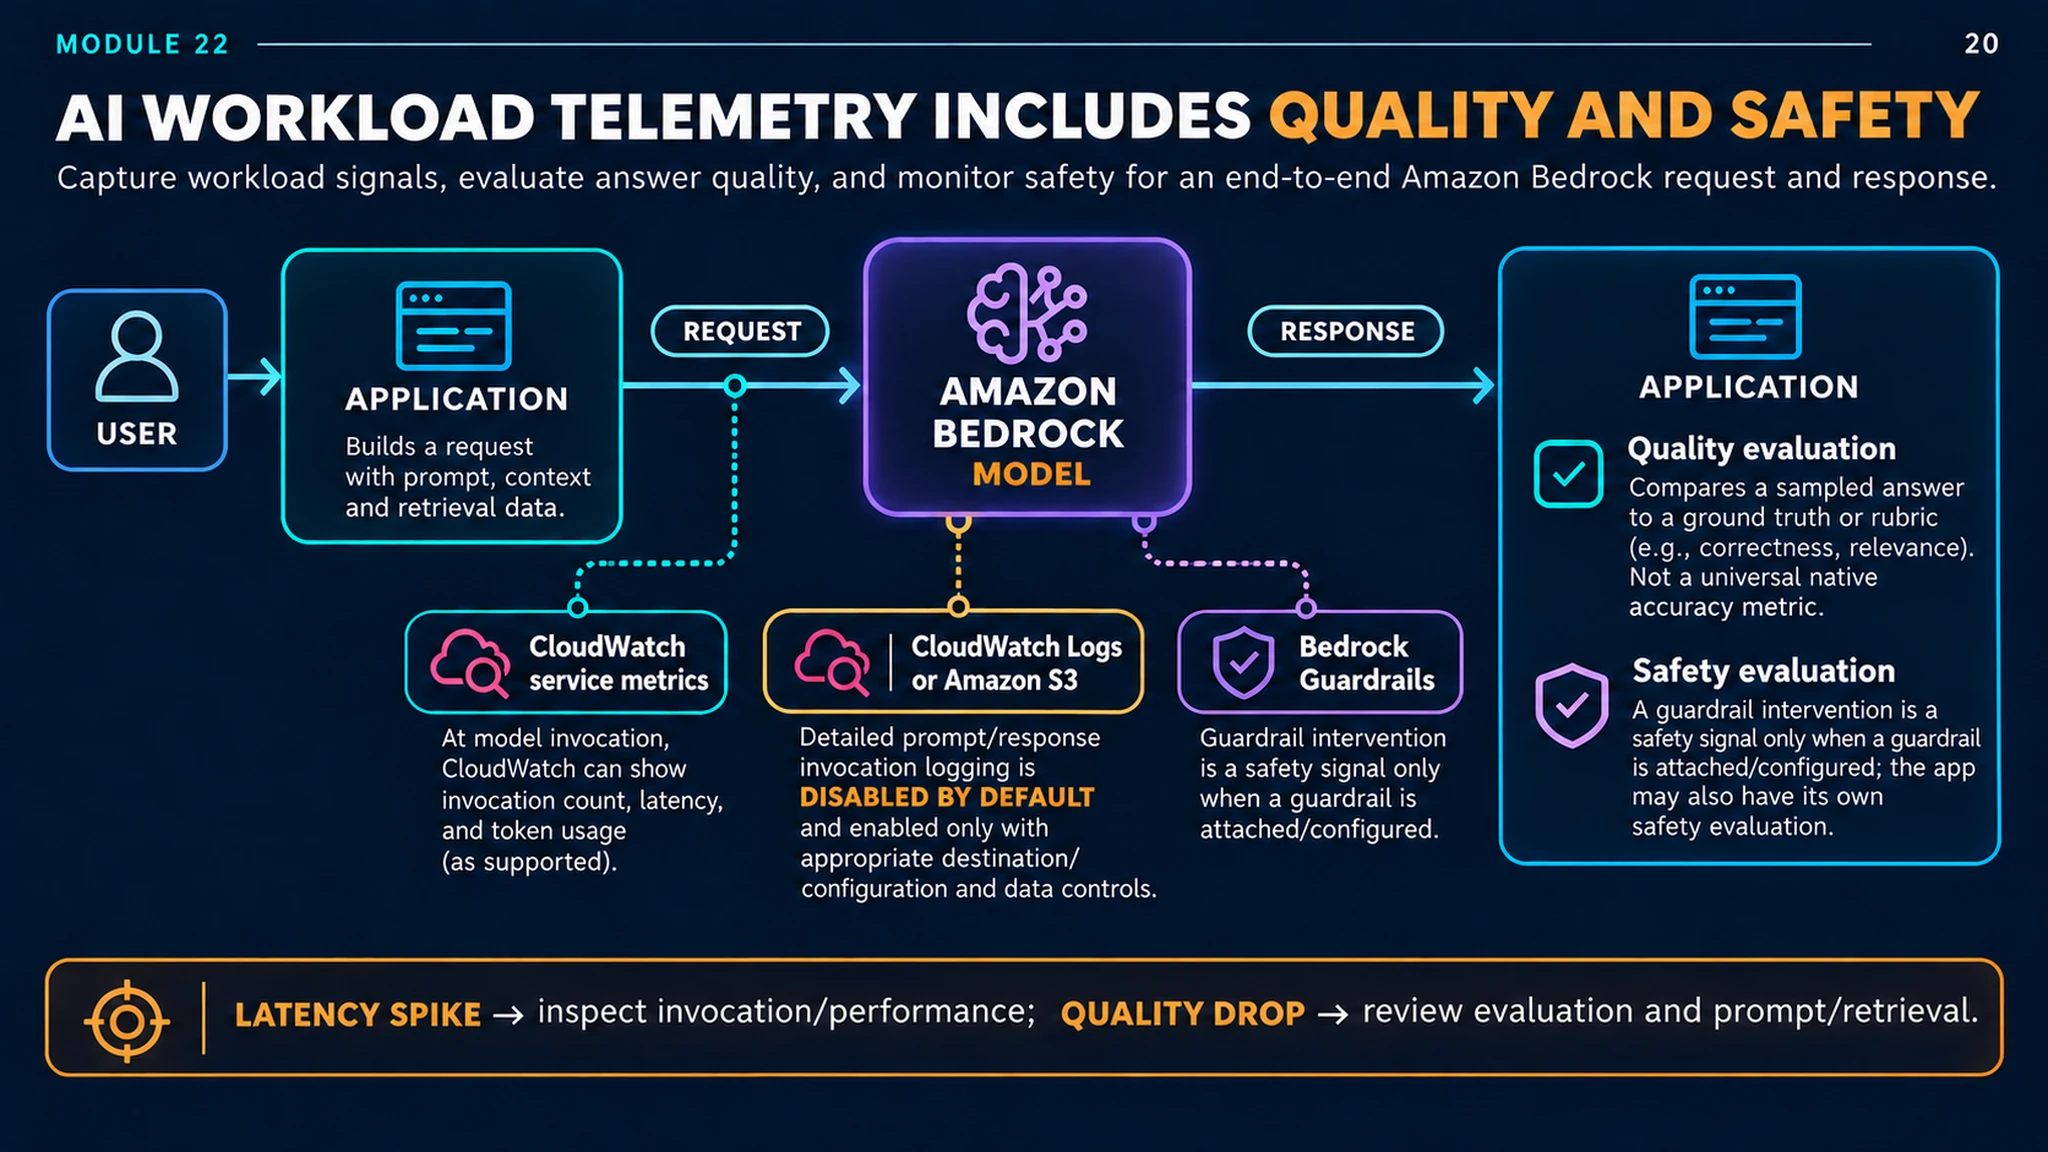 MODULE 22
20
AI WORKLOAD TELEMETRY INCLUDES QUALITY AND SAFETY
Capture workload signals, evaluate answer quality, and monitor safety for an end-to-end Amazon Bedrock request and response.
USER
APPLICATION
Builds a request
with prompt, context
and retrieval data.
REQUEST
AMAZON
BEDROCK
MODEL
RESPONSE
APPLICATION
Quality evaluation
Compares a sampled answer
to a ground truth or rubric
(e.g., correctness, relevance).
Not a universal native
accuracy metric.
Safety evaluation
A guardrail intervention is a
safety signal only when a guardrail
is attached/configured; the app
may also have its own
safety evaluation.
CloudWatch
service metrics
At model invocation,
CloudWatch can show
invocation count, latency,
and token usage
(as supported).
CloudWatch Logs
or Amazon S3
Detailed prompt/response
invocation logging is
DISABLED BY DEFAULT
and enabled only with
appropriate destination/
configuration and data controls.
Bedrock
Guardrails
Guardrail intervention
is a safety signal only
when a guardrail is
attached/configured.
LATENCY SPIKE → inspect invocation/performance; QUALITY DROP → review evaluation and prompt/retrieval.